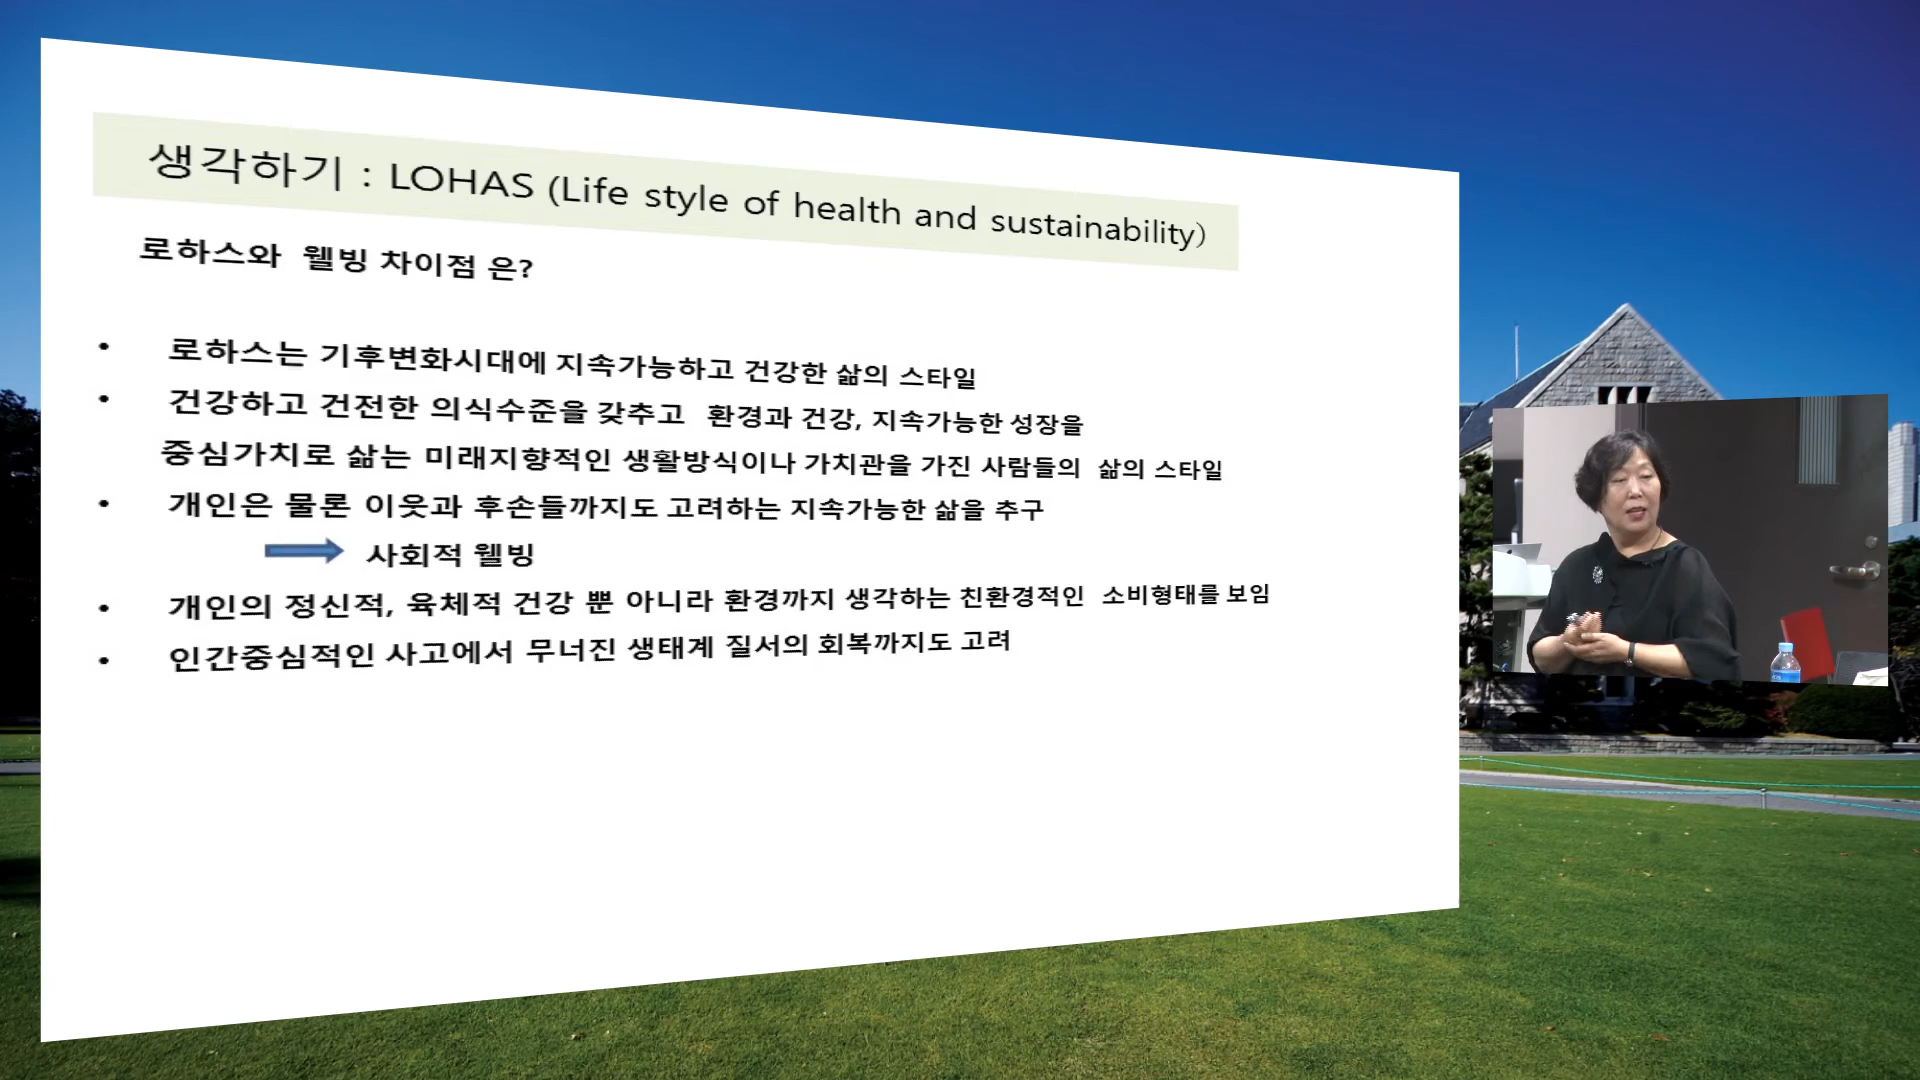 생각하기 : LOHAS (Life style of health and sustainability)
로하스와 웰빙 차이점 은?
• 로하스는 기후변화시대에 지속가능하고 건강한 삶의 스타일
• 건강하고 건전한 의식수준을 갖추고 환경과 건강, 지속가능한 성장을
중심가치로 삶는 미래지향적인 생활방식이나 가치관을 가진 사람들의 삶의 스타일
• 개인은 물론 이웃과 후손들까지도 고려하는 지속가능한 삶을 추구
사회적 웰빙
• 개인의 정신적, 육체적 건강 뿐 아니라 환경까지 생각하는 친환경적인 소비형태를 보임
• 인간중심적인 사고에서 무너진 생태계 질서의 회복까지도 고려